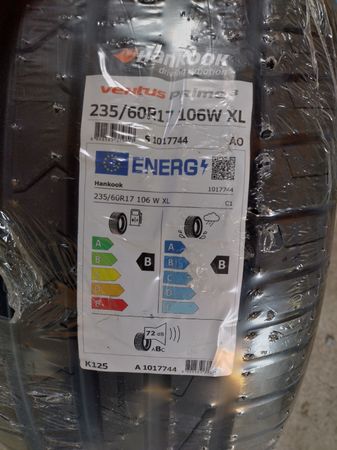 Hankook
driving emotion
ventus prime3
235/60R17 106W XL
S 1017744 AO
ENERG
Hankook 1017744
235/60R17 106 W XL C1
A A
B B
C C
D D
E E
B B
72 dB
ABC
K125 A 1017744